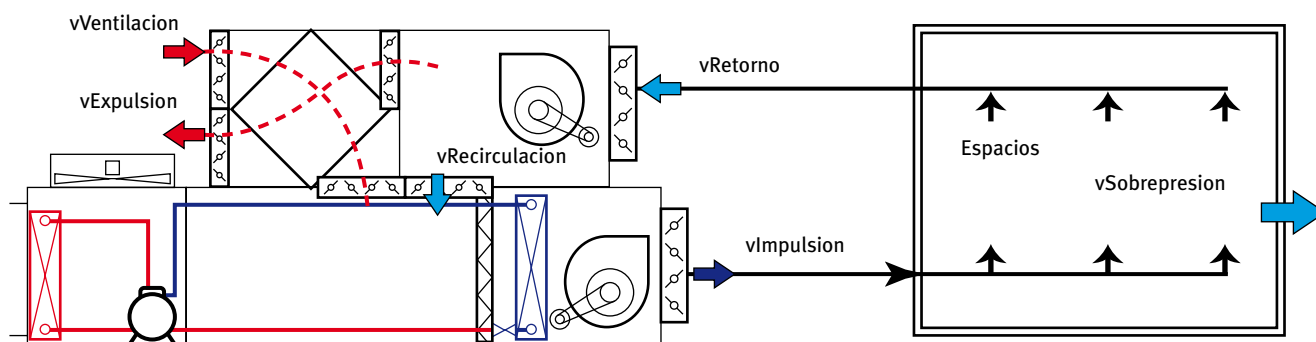 vVentilacion
vExpulsion
vRetorno
vRecirculacion
Espacios
vSobrepresion
vImpulsion